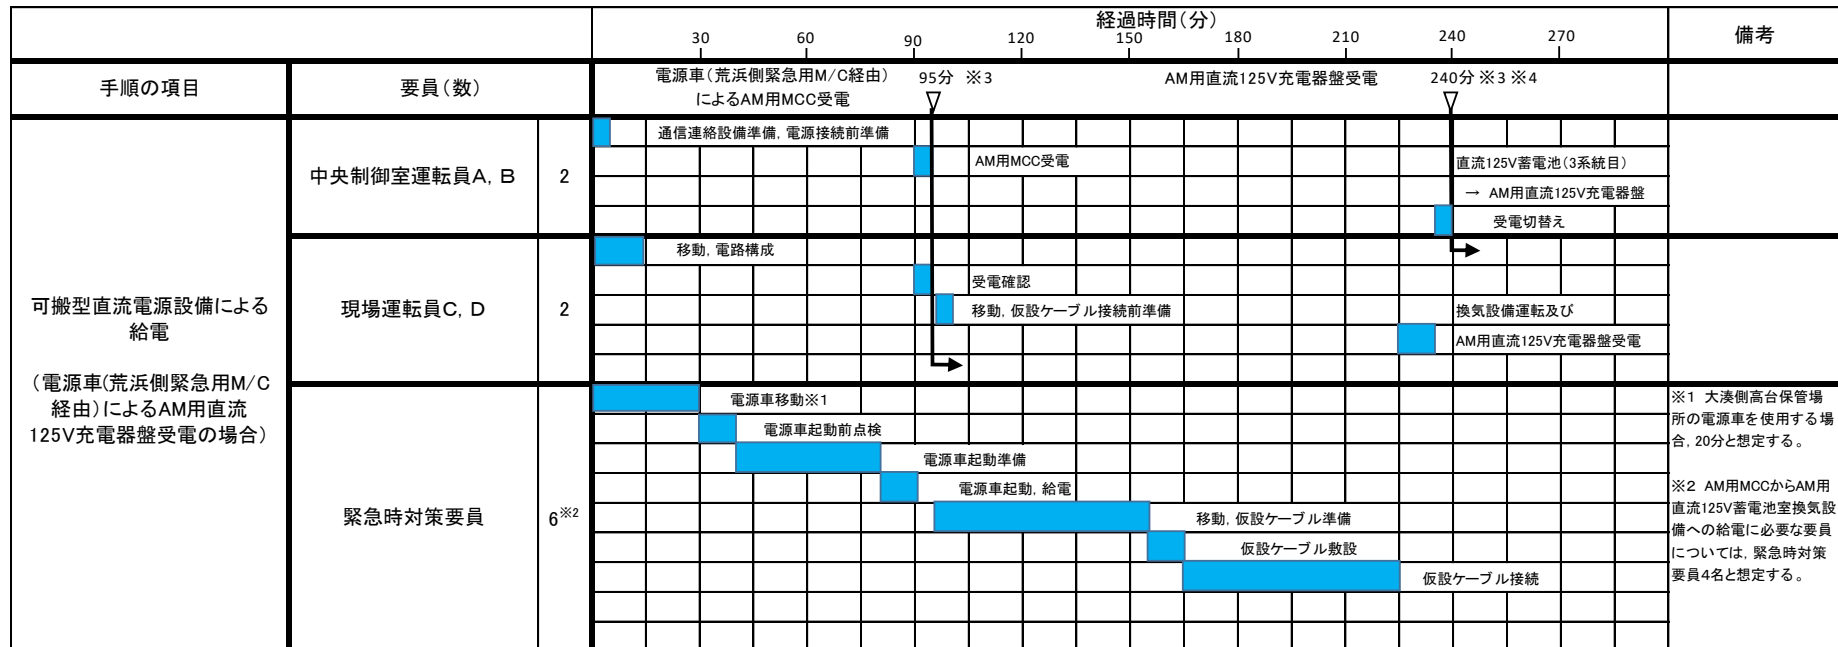 経過時間(分)
備考
30 60 90 120 150 180 210 240 270
手順の項目
要員(数)
電源車(荒浜側緊急用M/C経由)
によるAM用MCC受電
95分 ※3
AM用直流125V充電器盤受電
240分 ※3 ※4
可搬型直流電源設備による
給電
(電源車(荒浜側緊急用M/C
経由)によるAM用直流
125V充電器盤受電の場合)
中央制御室運転員A, B
2
通信連絡設備準備, 電源接続前準備
AM用MCC受電
直流125V蓄電池(3系統目)
→ AM用直流125V充電器盤
受電切替え
現場運転員C, D
2
移動, 電路構成
受電確認
移動, 仮設ケーブル接続前準備
換気設備運転及び
AM用直流125V充電器盤受電
緊急時対策要員
6※2
電源車移動※1
電源車起動前点検
電源車起動準備
電源車起動, 給電
移動, 仮設ケーブル準備
仮設ケーブル敷設
仮設ケーブル接続
※1 大湊側高台保管場
所の電源車を使用する場
合, 20分と想定する。
※2 AM用MCCからAM用
直流125V蓄電池室換気設
備への給電に必要な要員
については, 緊急時対策
要員4名と想定する。